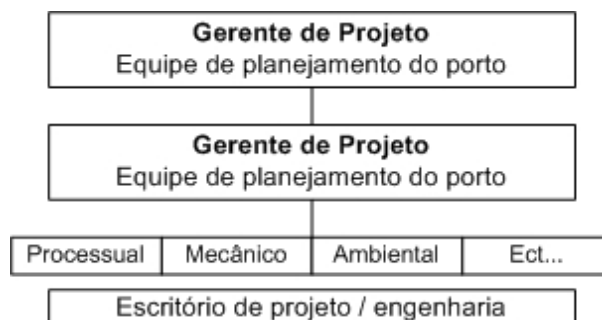 Gerente de Projeto
Equipe de planejamento do porto
Gerente de Projeto
Equipe de planejamento do porto
Processual Mecânico Ambiental Ect...
Escritório de projeto / engenharia